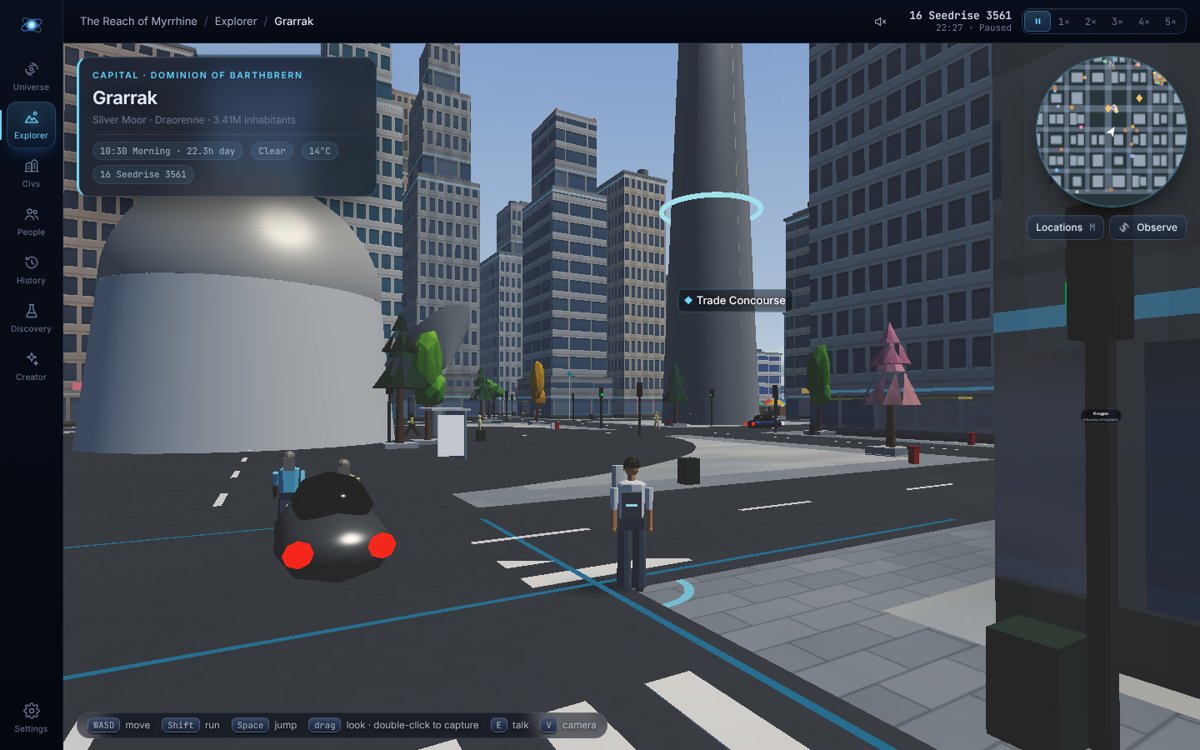 The Reach of Myrrhine / Explorer / Grarrak
16 Seedrise 3561
22:27 · Paused
1× 2× 3× 4× 5×
Universe
Explorer
Civs
People
History
Discovery
Creator
Settings
CAPITAL · DOMINION OF BARTHBRERN
Grarrak
Silver Moor · Draorenne · 3.41M inhabitants
10:30 Morning · 22.3h day Clear 14°C
16 Seedrise 3561
N
Locations M Observe
Trade Concourse
WASD move Shift run Space jump drag look · double-click to capture E talk V camera